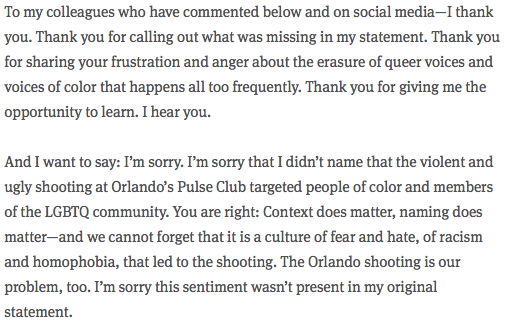 To my colleagues who have commented below and on social media—I thank
you. Thank you for calling out what was missing in my statement. Thank you
for sharing your frustration and anger about the erasure of queer voices and
voices of color that happens all too frequently. Thank you for giving me the
opportunity to learn. I hear you.
And I want to say: I’m sorry. I’m sorry that I didn’t name that the violent and
ugly shooting at Orlando’s Pulse Club targeted people of color and members
of the LGBTQ community. You are right: Context does matter, naming does
matter—and we cannot forget that it is a culture of fear and hate, of racism
and homophobia, that led to the shooting. The Orlando shooting is our
problem, too. I’m sorry this sentiment wasn’t present in my original
statement.